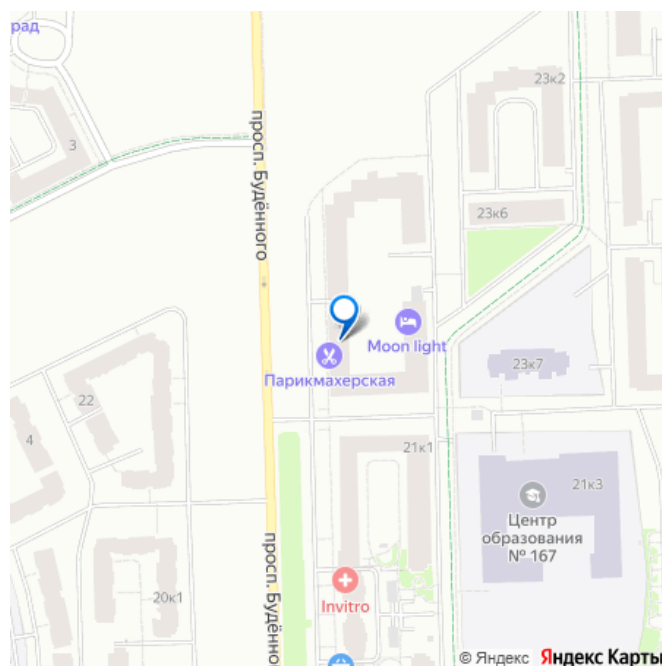 рад
23к2
3
просп. Будённого
23к6
Moon light
Парикмахерская
23к7
22
4
21к1
21к3
Центр
образования
№ 167
просп. Будённо
20к1
Invitro
© Яндекс Яндекс Карты